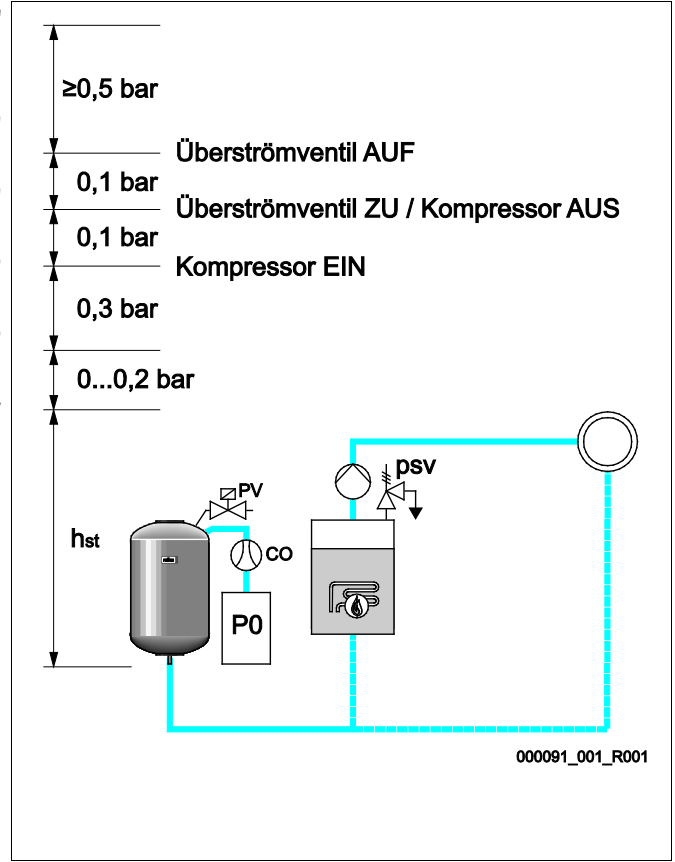 ≥0,5 bar
Überströmventil AUF
0,1 bar
Überströmventil ZU / Kompressor AUS
0,1 bar
Kompressor EIN
0,3 bar
0...0,2 bar
psv
PV
hst
CO
P0
000091_001_R001